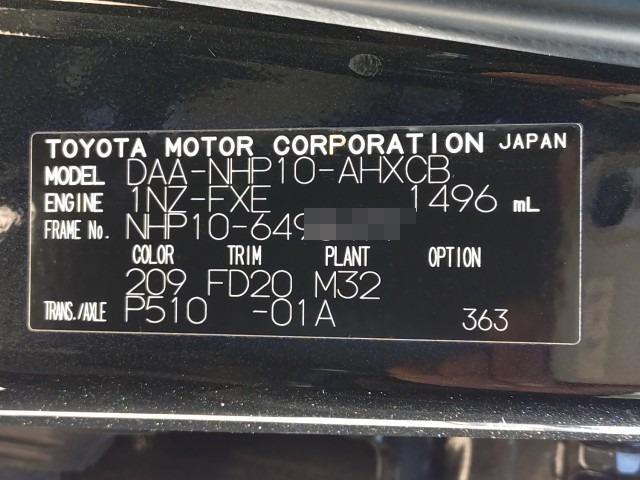 TOYOTA MOTOR CORPORATION JAPAN
MODEL DAA-NHP10-AHXCB
ENGINE 1NZ-FXE 1496 mL
FRAME No. NHP10-649
COLOR TRIM PLANT OPTION
209 FD20 M32
TRANS./AXLE P510 -01A 363